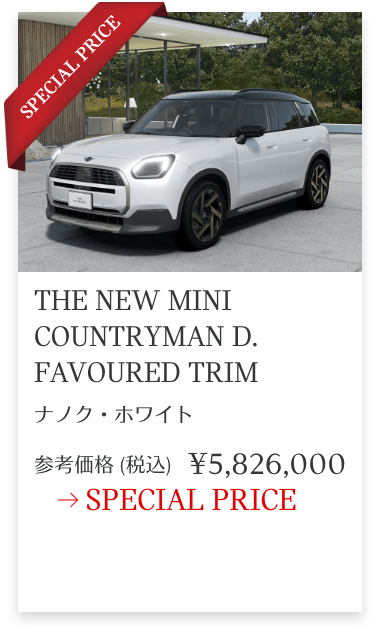 SPECIAL PRICE
THE NEW MINI
COUNTRYMAN D.
FAVOURED TRIM
ナノク・ホワイト
参考価格 (税込) ¥5,826,000
→ SPECIAL PRICE